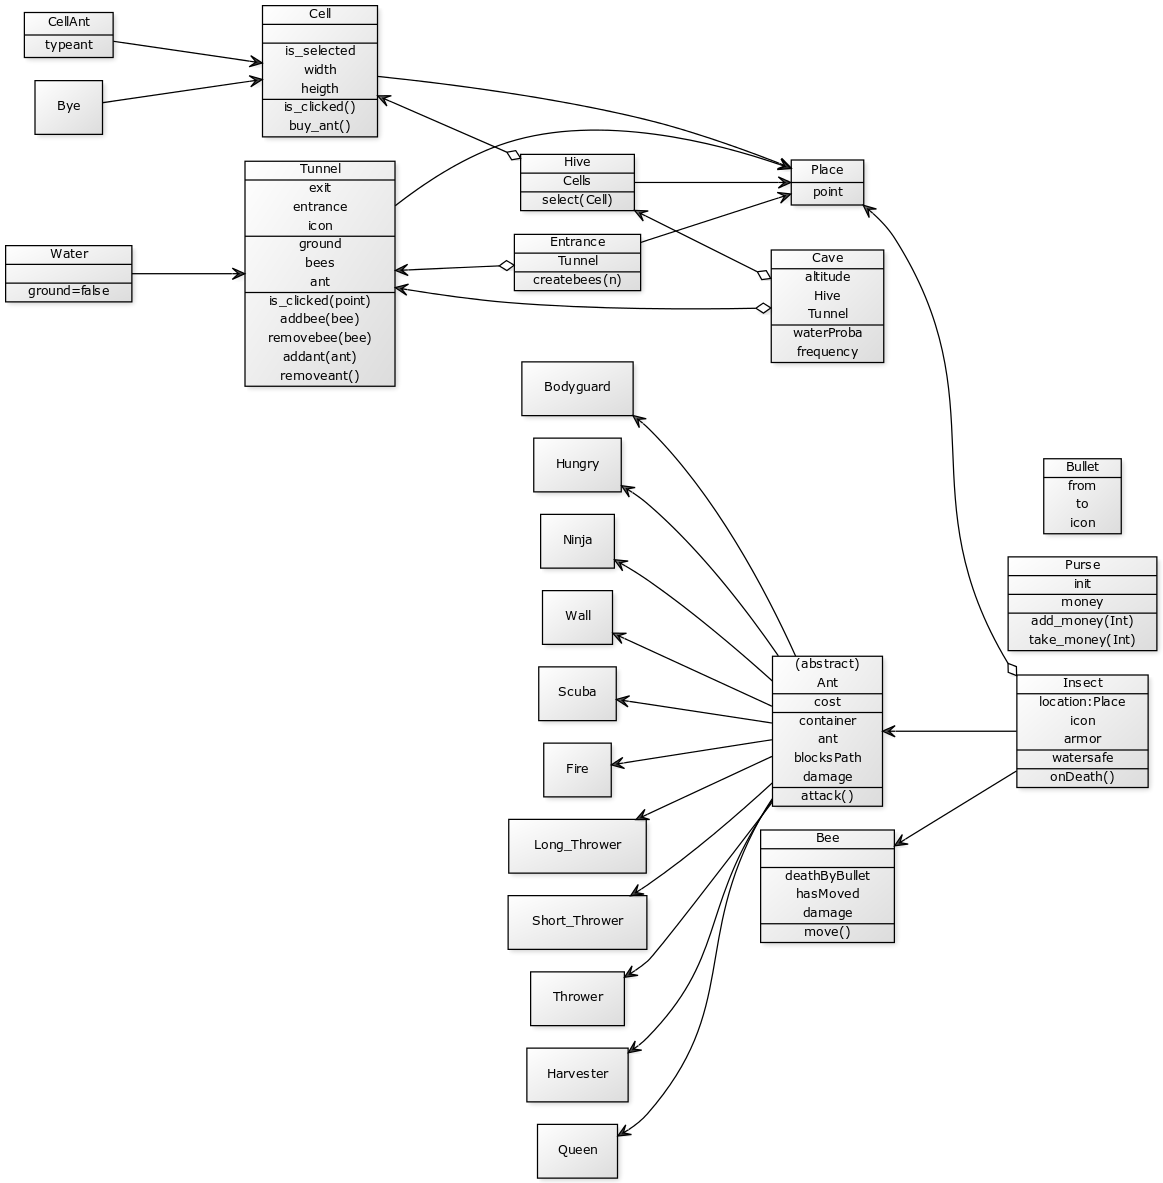 CellAnt
typeant
Bye
Cell
is_selected
width
heigth
is_clicked()
buy_ant()
Tunnel
exit
entrance
icon
ground
bees
ant
is_clicked(point)
addbee(bee)
removebee(bee)
addant(ant)
removeant()
Water
ground=false
Hive
Cells
select(Cell)
Entrance
Tunnel
createbees(n)
Place
point
Cave
altitude
Hive
Tunnel
waterProba
frequency
Bodyguard
Hungry
Ninja
Wall
Scuba
Fire
Long_Thrower
Short_Thrower
Thrower
Harvester
Queen
(abstract)
Ant
cost
container
ant
blocksPath
damage
attack()
Bee
deathByBullet
hasMoved
damage
move()
Bullet
from
to
icon
Purse
init
money
add_money(Int)
take_money(Int)
Insect
location:Place
icon
armor
watersafe
onDeath()